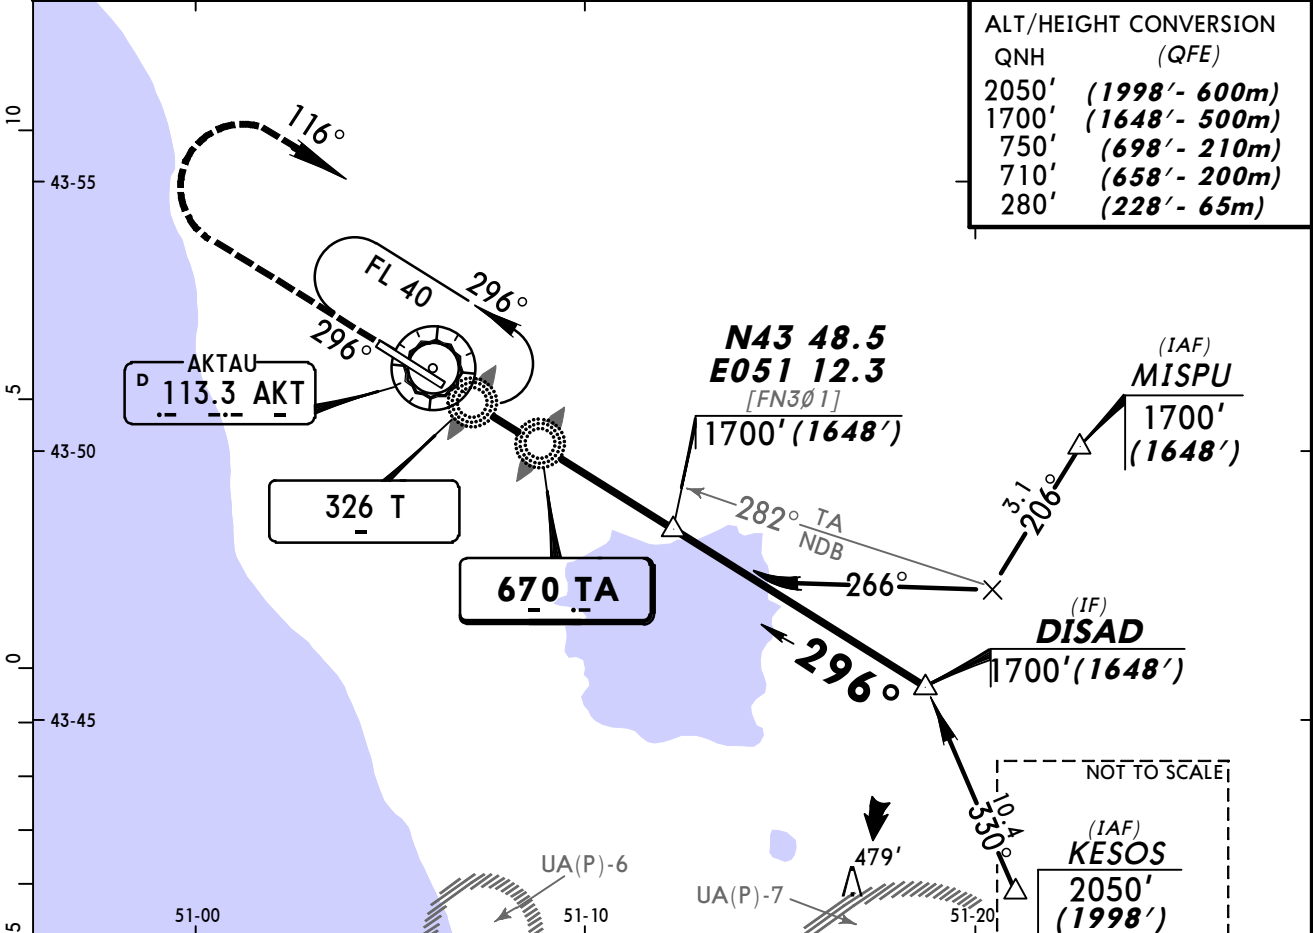 ALT/HEIGHT CONVERSION
QNH (QFE)
2050' (1998'- 600m)
1700' (1648'- 500m)
750' (698'- 210m)
710' (658'- 200m)
280' (228'- 65m)
10
116°
43-55
FL 40
296°
296°
AKTAU
D 113.3 AKT
N43 48.5
E051 12.3
[FN3Ø1]
1700' (1648')
(IAF)
MISPU
1700'
(1648')
5
43-50
326 T
3.1
206°
282° TA
NDB
670 TA
266°
(IF)
DISAD
1700' (1648')
0
296°
43-45
NOT TO SCALE
10.4
330°
(IAF)
KESOS
2050'
(1998')
479'
UA(P)-6
UA(P)-7
51-00
51-10
51-20
5